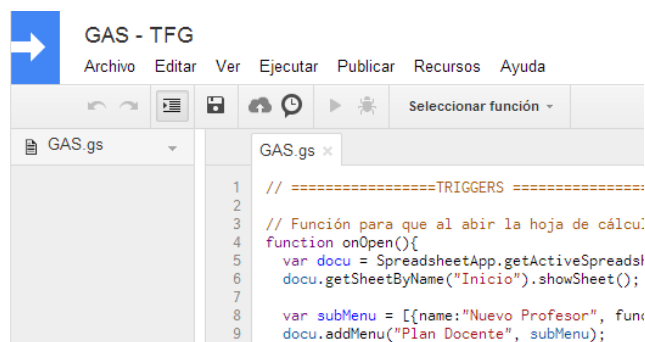 GAS - TFG
Archivo Editar Ver Ejecutar Publicar Recursos Ayuda
Seleccionar función
GAS.gs
GAS.gs ×
1 // =================TRIGGERS ================
2
3 // Función para que al abir la hoja de cálcul
4 function onOpen(){
5 var docu = SpreadsheetApp.getActiveSpreadsh
6 docu.getSheetByName("Inicio").showSheet();
7
8 var subMenu = [{name:"Nuevo Profesor", func
9 docu.addMenu("Plan Docente", subMenu);